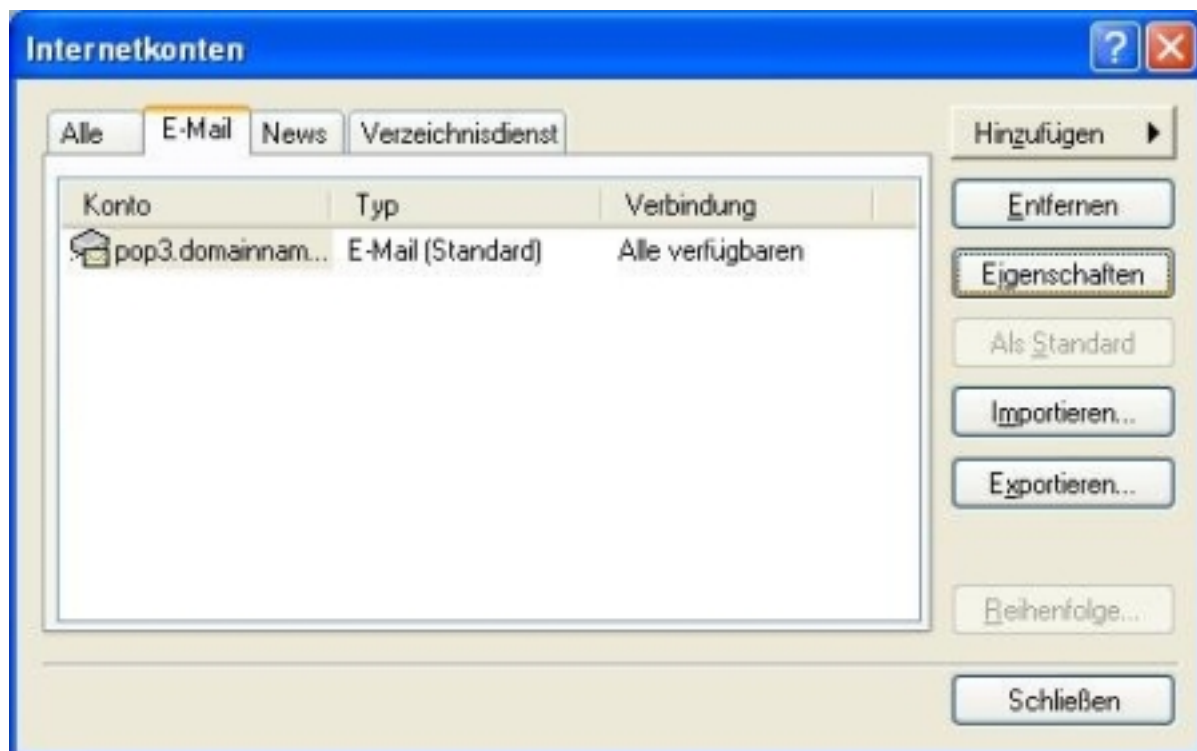 Internetkonten
Alle E-Mail News Verzeichnisdienst
Hinzufügen
Konto Typ Verbindung
Entfernen
pop3.domainnam... E-Mail (Standard) Alle verfügbaren
Eigenschaften
Als Standard
Importieren...
Exportieren...
Reihenfolge...
Schließen